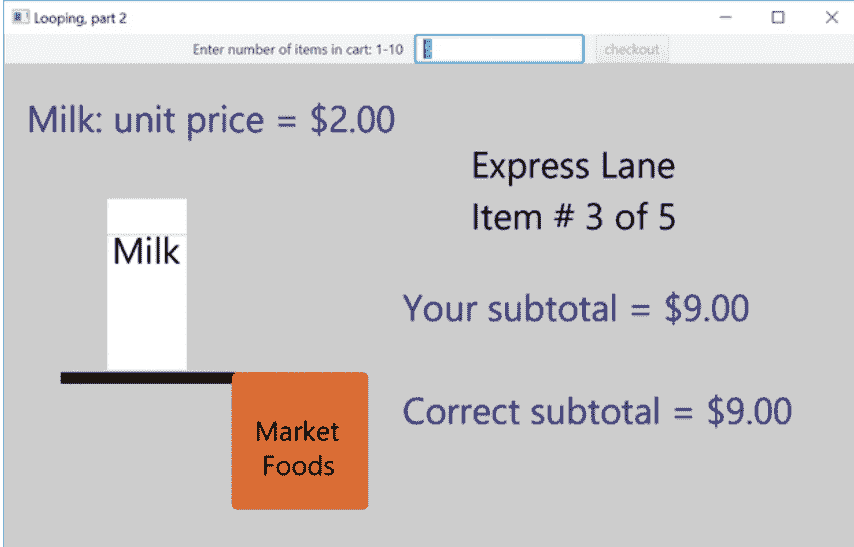 Looping, part 2
Enter number of items in cart: 1-10
checkout
Milk: unit price = $2.00
Express Lane
Item # 3 of 5
Milk
Your subtotal = $9.00
Correct subtotal = $9.00
Market
Foods